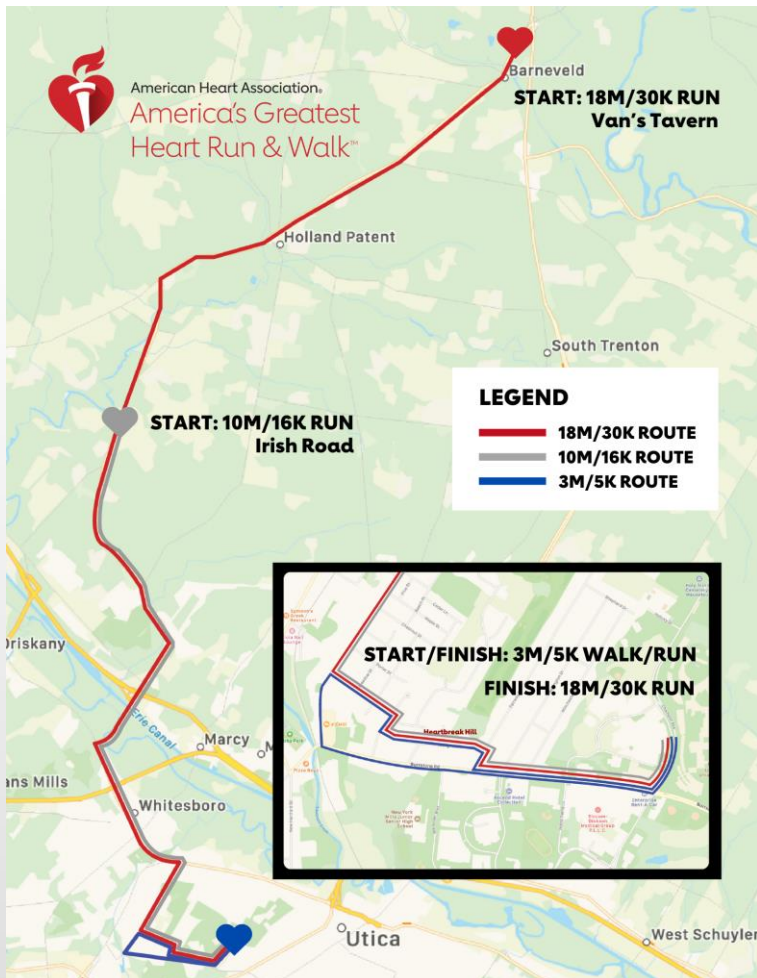 American Heart Association®
America's Greatest
Heart Run & Walk™
Barneveld
START: 18M/30K RUN
Van's Tavern
Holland Patent
South Trenton
START: 10M/16K RUN
Irish Road
LEGEND
18M/30K ROUTE
10M/16K ROUTE
3M/5K ROUTE
Oriskany
Erie Canal
Marcy
M
ans Mills
Whitesboro
START/FINISH: 3M/5K WALK/RUN
FINISH: 18M/30K RUN
Heartbreak Hill
Utica
West Schuyler